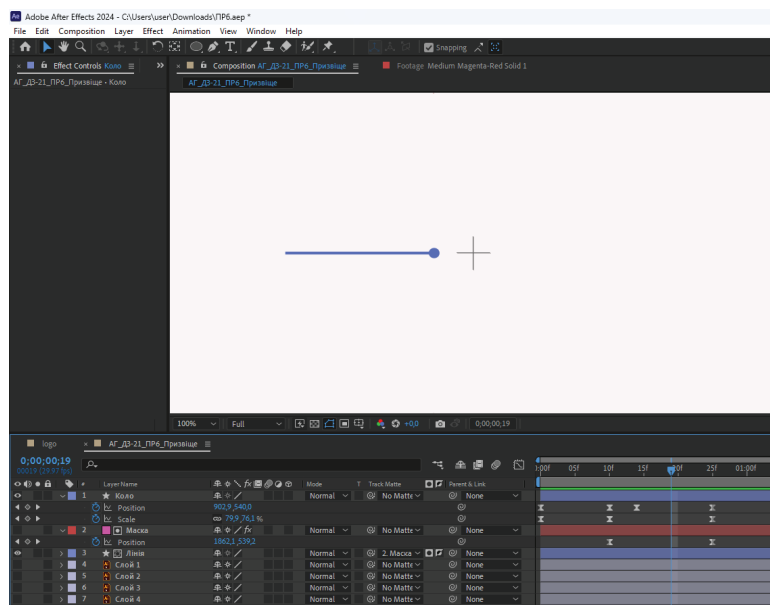 Adobe After Effects 2024 - C:\Users\user\Downloads\ПР6.aep *
File Edit Composition Layer Effect Animation View Window Help
Snapping
Effect Controls Коло
Composition АГ_ДЗ-21_ПР6_Призвіще
Footage Medium Magenta-Red Solid 1
АГ_ДЗ-21_ПР6_Призвіще • Коло
АГ_ДЗ-21_ПР6_Призвіще
100% Full +0,0 0;00;00;19
logo АГ_ДЗ-21_ПР6_Призвіще
0;00;00;19
00019 (29.97 fps)
:00f 05f 10f 15f 20f 25f 01:00f
# Layer Name Mode T Track Matte Parent & Link
1 Коло Normal No Matte None
Position 902,9,540,0
Scale 79,9,76,1 %
2 Маска None
Position 1862,1,539,2
3 Лінія Normal 2. Маска None
4 Слой 1 Normal No Matte None
5 Слой 2 Normal No Matte None
6 Слой 3 Normal No Matte None
7 Слой 4 Normal No Matte None